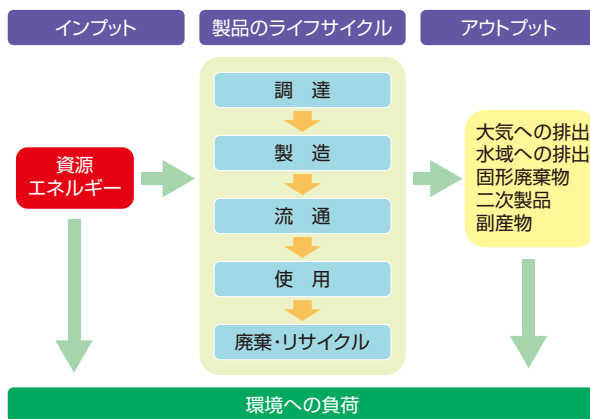 インプット
製品のライフサイクル
アウトプット
調　達
製　造
流　通
使　用
廃棄・リサイクル
資源
エネルギー
大気への排出
水域への排出
固形廃棄物
二次製品
副産物
環境への負荷